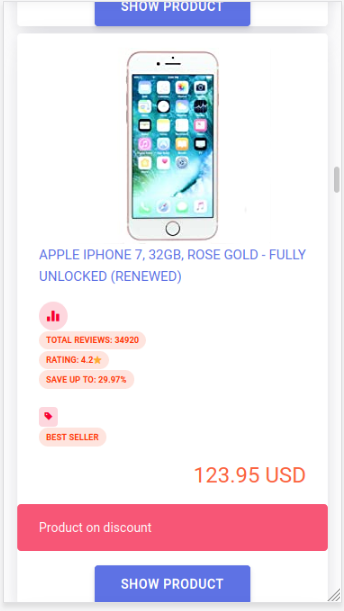 SHOW PRODUCT
APPLE IPHONE 7, 32GB, ROSE GOLD - FULLY
UNLOCKED (RENEWED)
TOTAL REVIEWS: 34920
RATING: 4.2⭐
SAVE UP TO: 29.97%
BEST SELLER
123.95 USD
Product on discount
SHOW PRODUCT